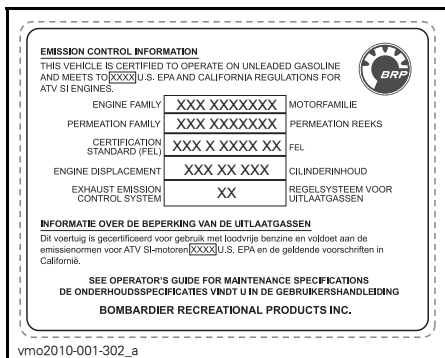 EMISSION CONTROL INFORMATION
THIS VEHICLE IS CERTIFIED TO OPERATE ON UNLEADED GASOLINE
AND MEETS TO XXXX U.S. EPA AND CALIFORNIA REGULATIONS FOR
ATV SI ENGINES.
BRP
ENGINE FAMILY XXX XXXXXXX MOTORFAMILIE
PERMEATION FAMILY XXX XXXXXXX PERMEATION REEKS
CERTIFICATION
STANDARD (FEL) XXX X XXXX XX FEL
ENGINE DISPLACEMENT XXX XX XXX CILINDERINHOUD
EXHAUST EMISSION
CONTROL SYSTEM XX REGELSYSTEEM VOOR
UITLAATGASSEN
INFORMATIE OVER DE BEPERKING VAN DE UITLAATGASSEN
Dit voertuig is gecertificeerd voor gebruik met loodvrije benzine en voldoet aan de
emissienormen voor ATV SI-motoren XXXX U.S. EPA en de geldende voorschriften in
Californië.
SEE OPERATOR'S GUIDE FOR MAINTENANCE SPECIFICATIONS
DE ONDERHOUDSSPECIFICATIES VINDT U IN DE GEBRUIKERSHANDLEIDING
BOMBARDIER RECREATIONAL PRODUCTS INC.
vmo2010-001-302_a